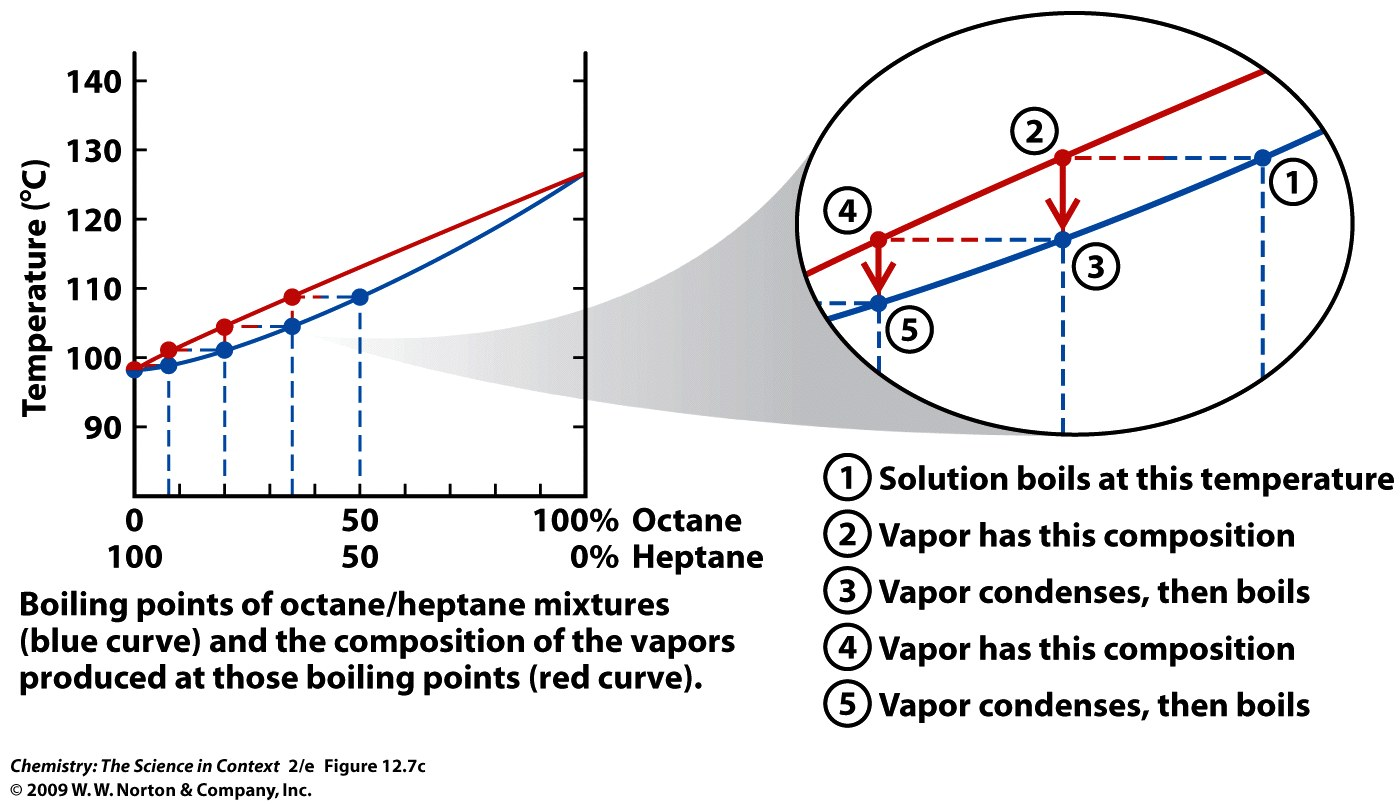 140
130
120
110
100
90
Temperature (°C)
0 50 100% Octane
100 50 0% Heptane
Boiling points of octane/heptane mixtures
(blue curve) and the composition of the vapors
produced at those boiling points (red curve).
2
1
4
3
5
1 Solution boils at this temperature
2 Vapor has this composition
3 Vapor condenses, then boils
4 Vapor has this composition
5 Vapor condenses, then boils
Chemistry: The Science in Context 2/e Figure 12.7c
© 2009 W. W. Norton & Company, Inc.